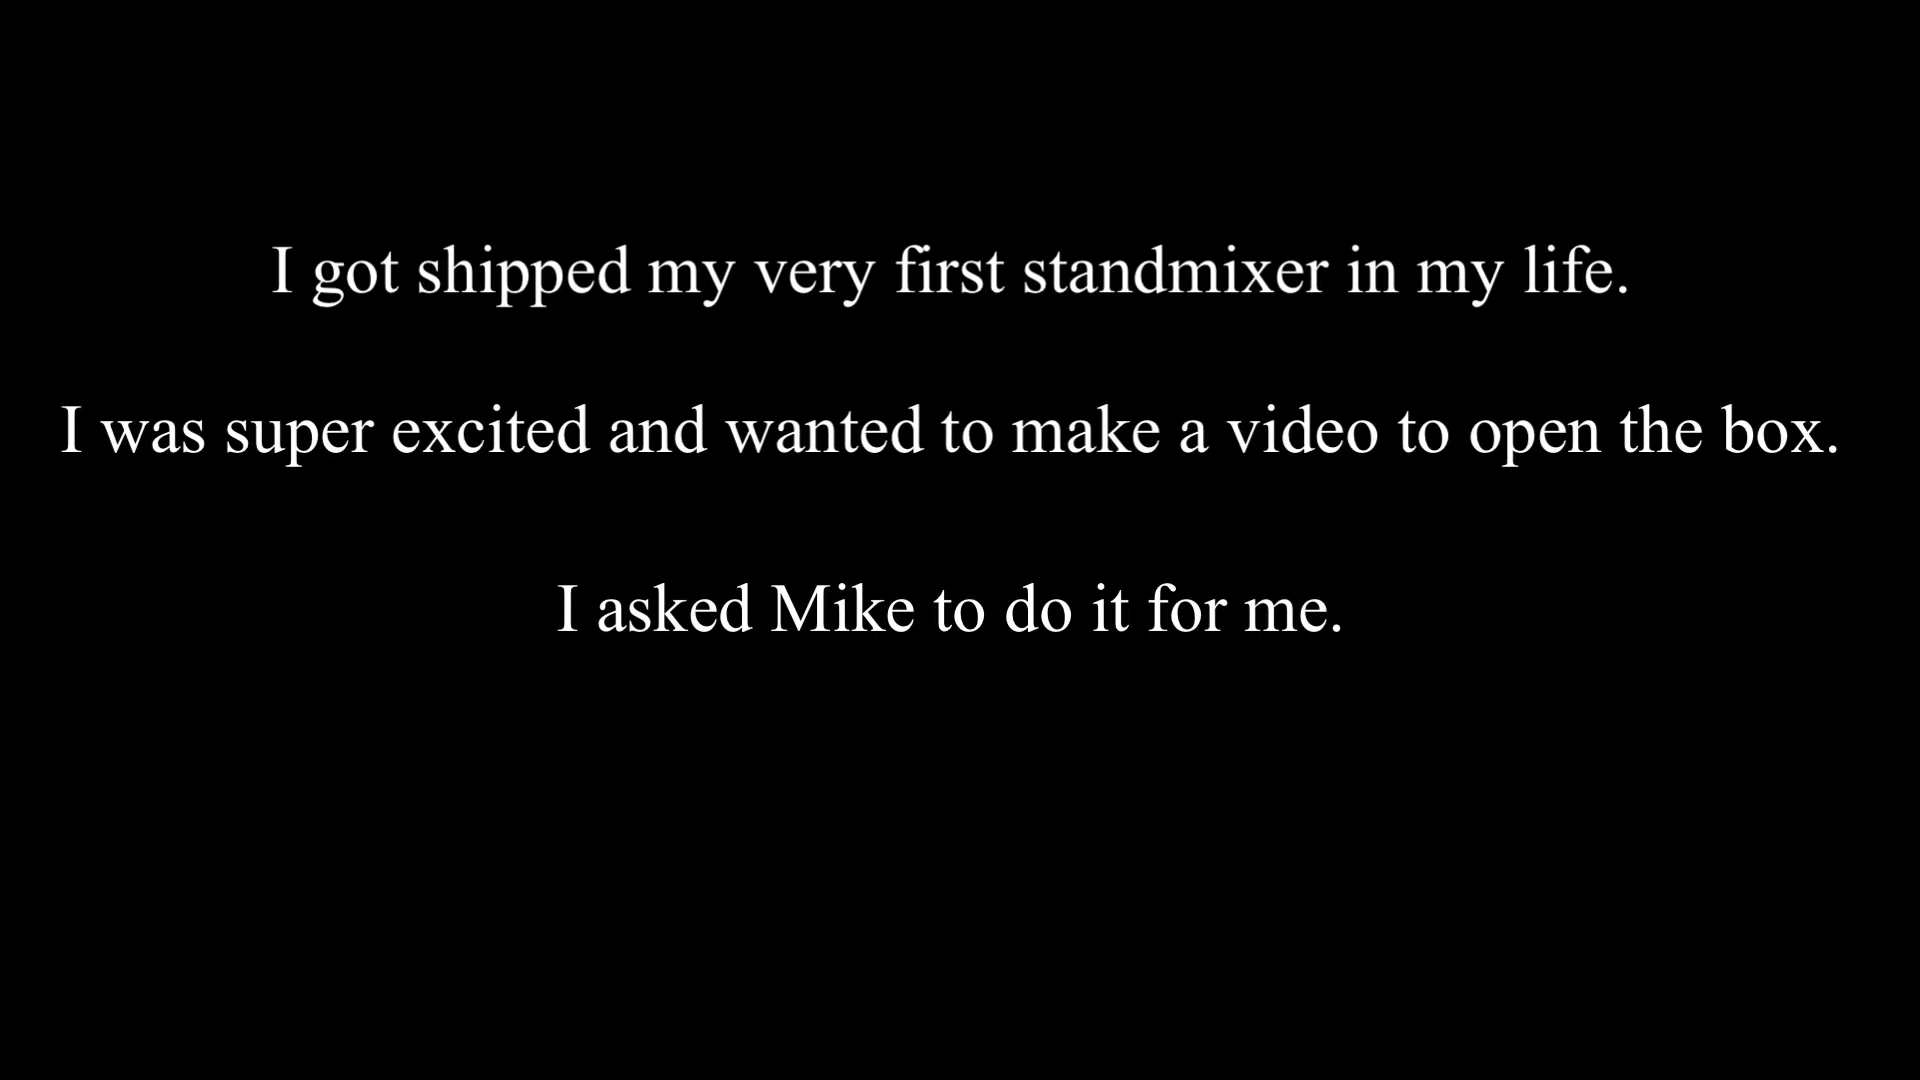 I got shipped my very first standmixer in my life.
I was super excited and wanted to make a video to open the box.
I asked Mike to do it for me.